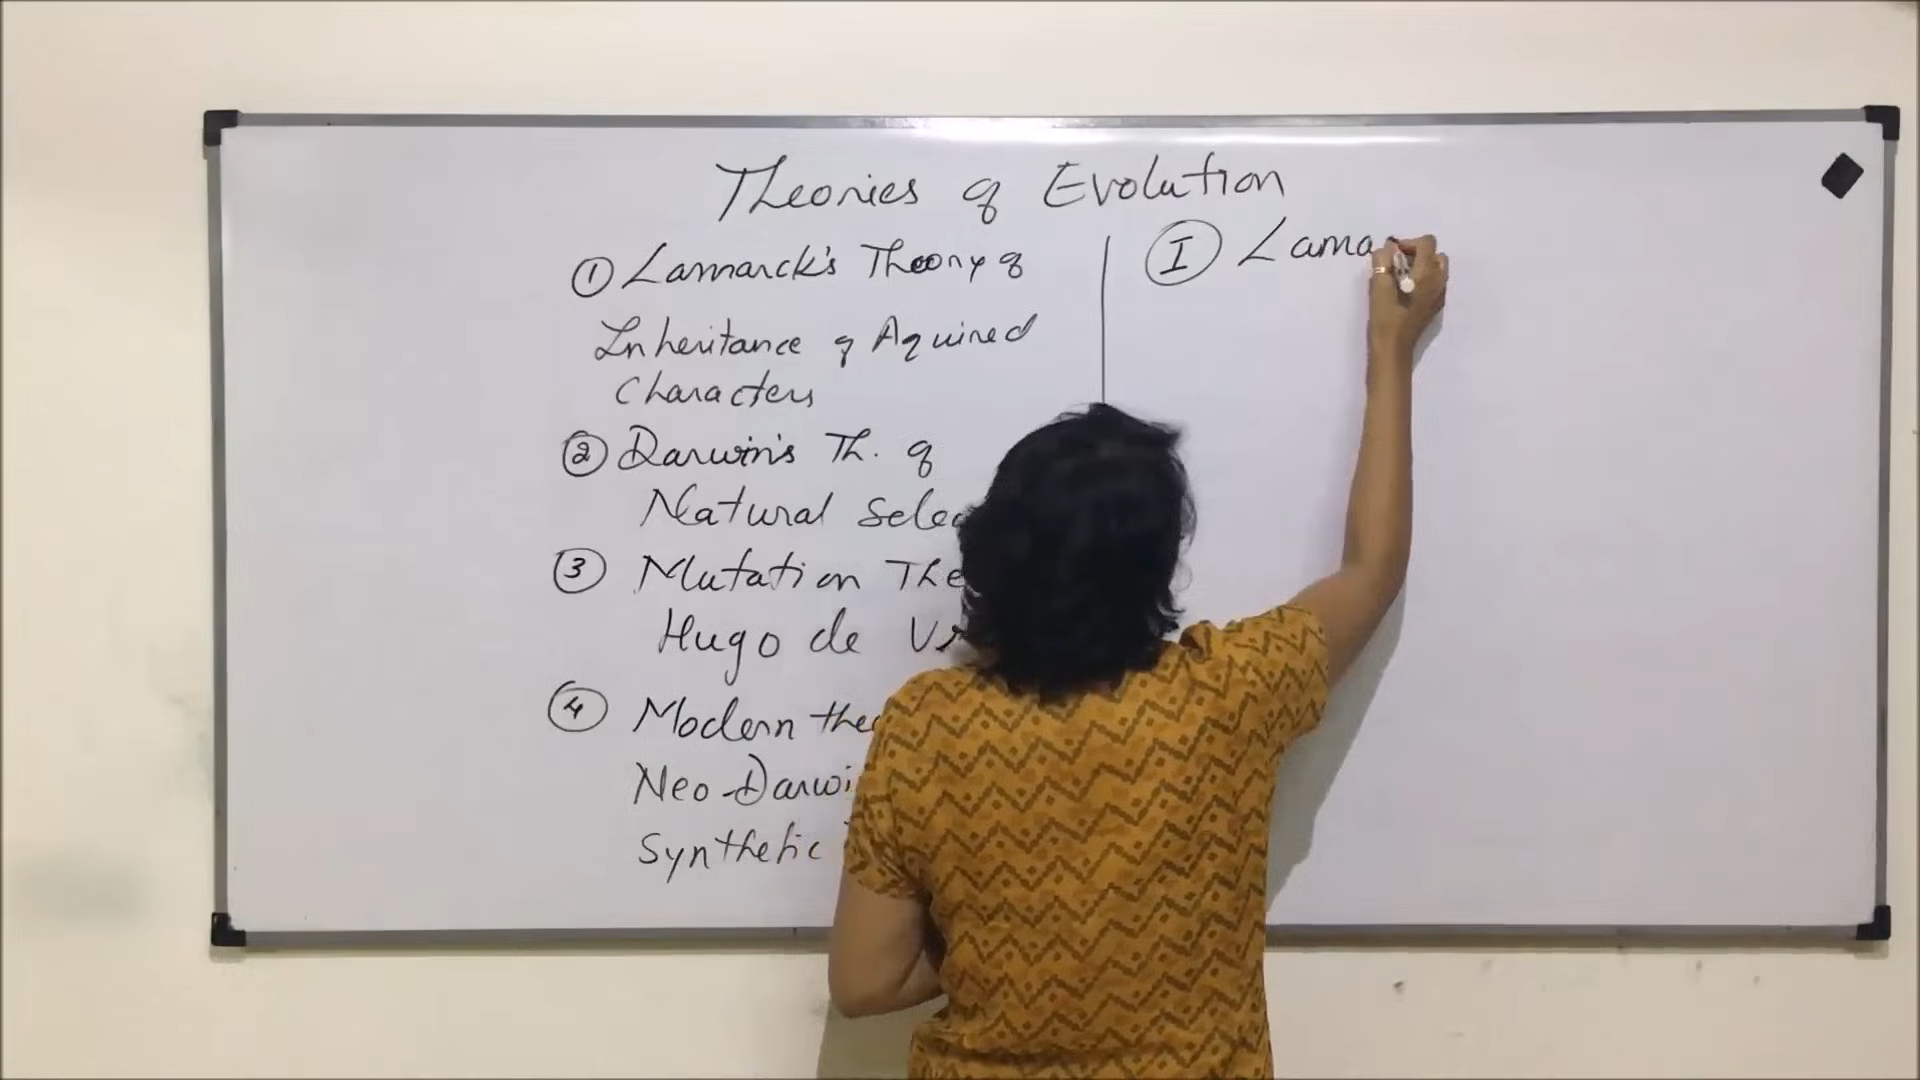 Theories of Evolution
① Lamarck's Theory of
Inheritance of Aquired
Characters
② Darwin's Th. of
Natural Selec
③ Mutation The
Hugo de Vr
④ Modern the
Neo-Darwi
Synthetic
Ⓘ Lama